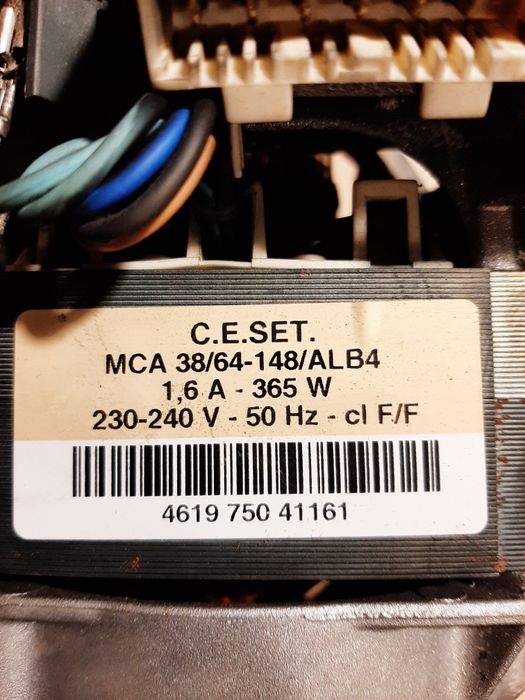 C.E.SET.
MCA 38/64-148/ALB4
1,6 A - 365 W
230-240 V - 50 Hz - cl F/F
4619 750 41161